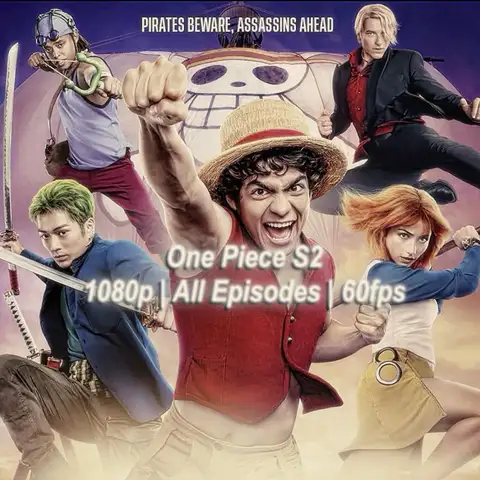 PIRATES BEWARE, ASSASSINS AHEAD
One Piece S2
1080p | All Episodes | 60fps